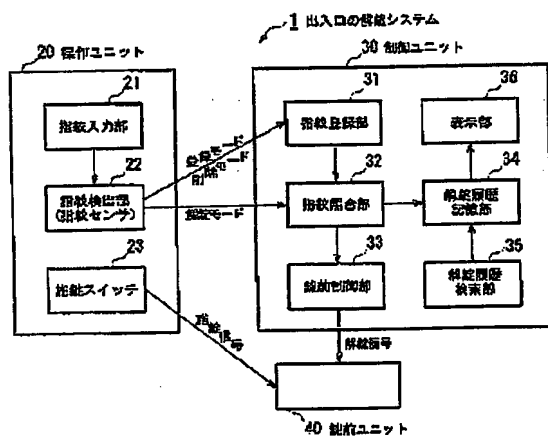 1 出入口の解錠システム
20 操作ユニット
30 制御ユニット
21
指紋入力部
22
指紋検出部
(指紋センサ)
23
施錠スイッチ
登録モード
削除モード
解錠モード
施錠信号
31
指紋登録部
32
指紋照合部
33
錠前制御部
36
表示部
34
解錠履歴
記憶部
35
解錠履歴
検索部
解錠信号
40 錠前ユニット